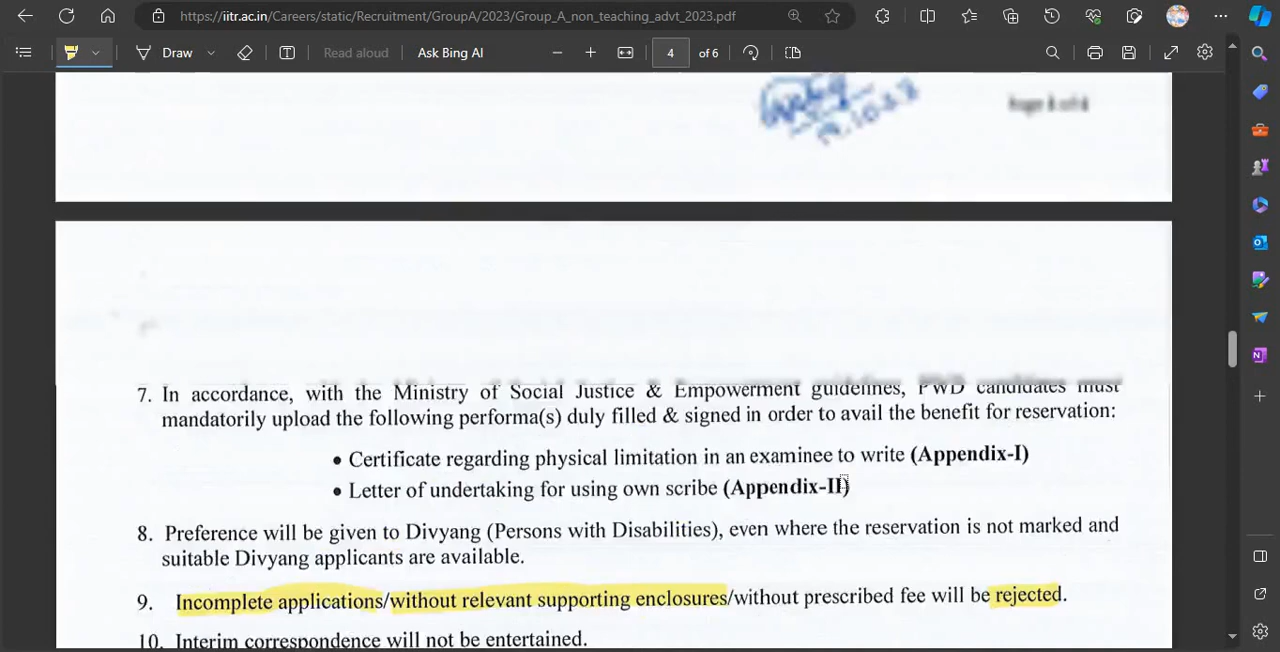 https://iitr.ac.in/Careers/static/Recruitment/GroupA/2023/Group_A_non_teaching_advt_2023.pdf
Draw Read aloud Ask Bing AI 4 of 6
7. In accordance, with the Ministry of Social Justice & Empowerment guidelines, PWD candidates must
mandatorily upload the following performa(s) duly filled & signed in order to avail the benefit for reservation:
• Certificate regarding physical limitation in an examinee to write (Appendix-I)
• Letter of undertaking for using own scribe (Appendix-II)
8. Preference will be given to Divyang (Persons with Disabilities), even where the reservation is not marked and
suitable Divyang applicants are available.
9. Incomplete applications/without relevant supporting enclosures/without prescribed fee will be rejected.
10. Interim correspondence will not be entertained.